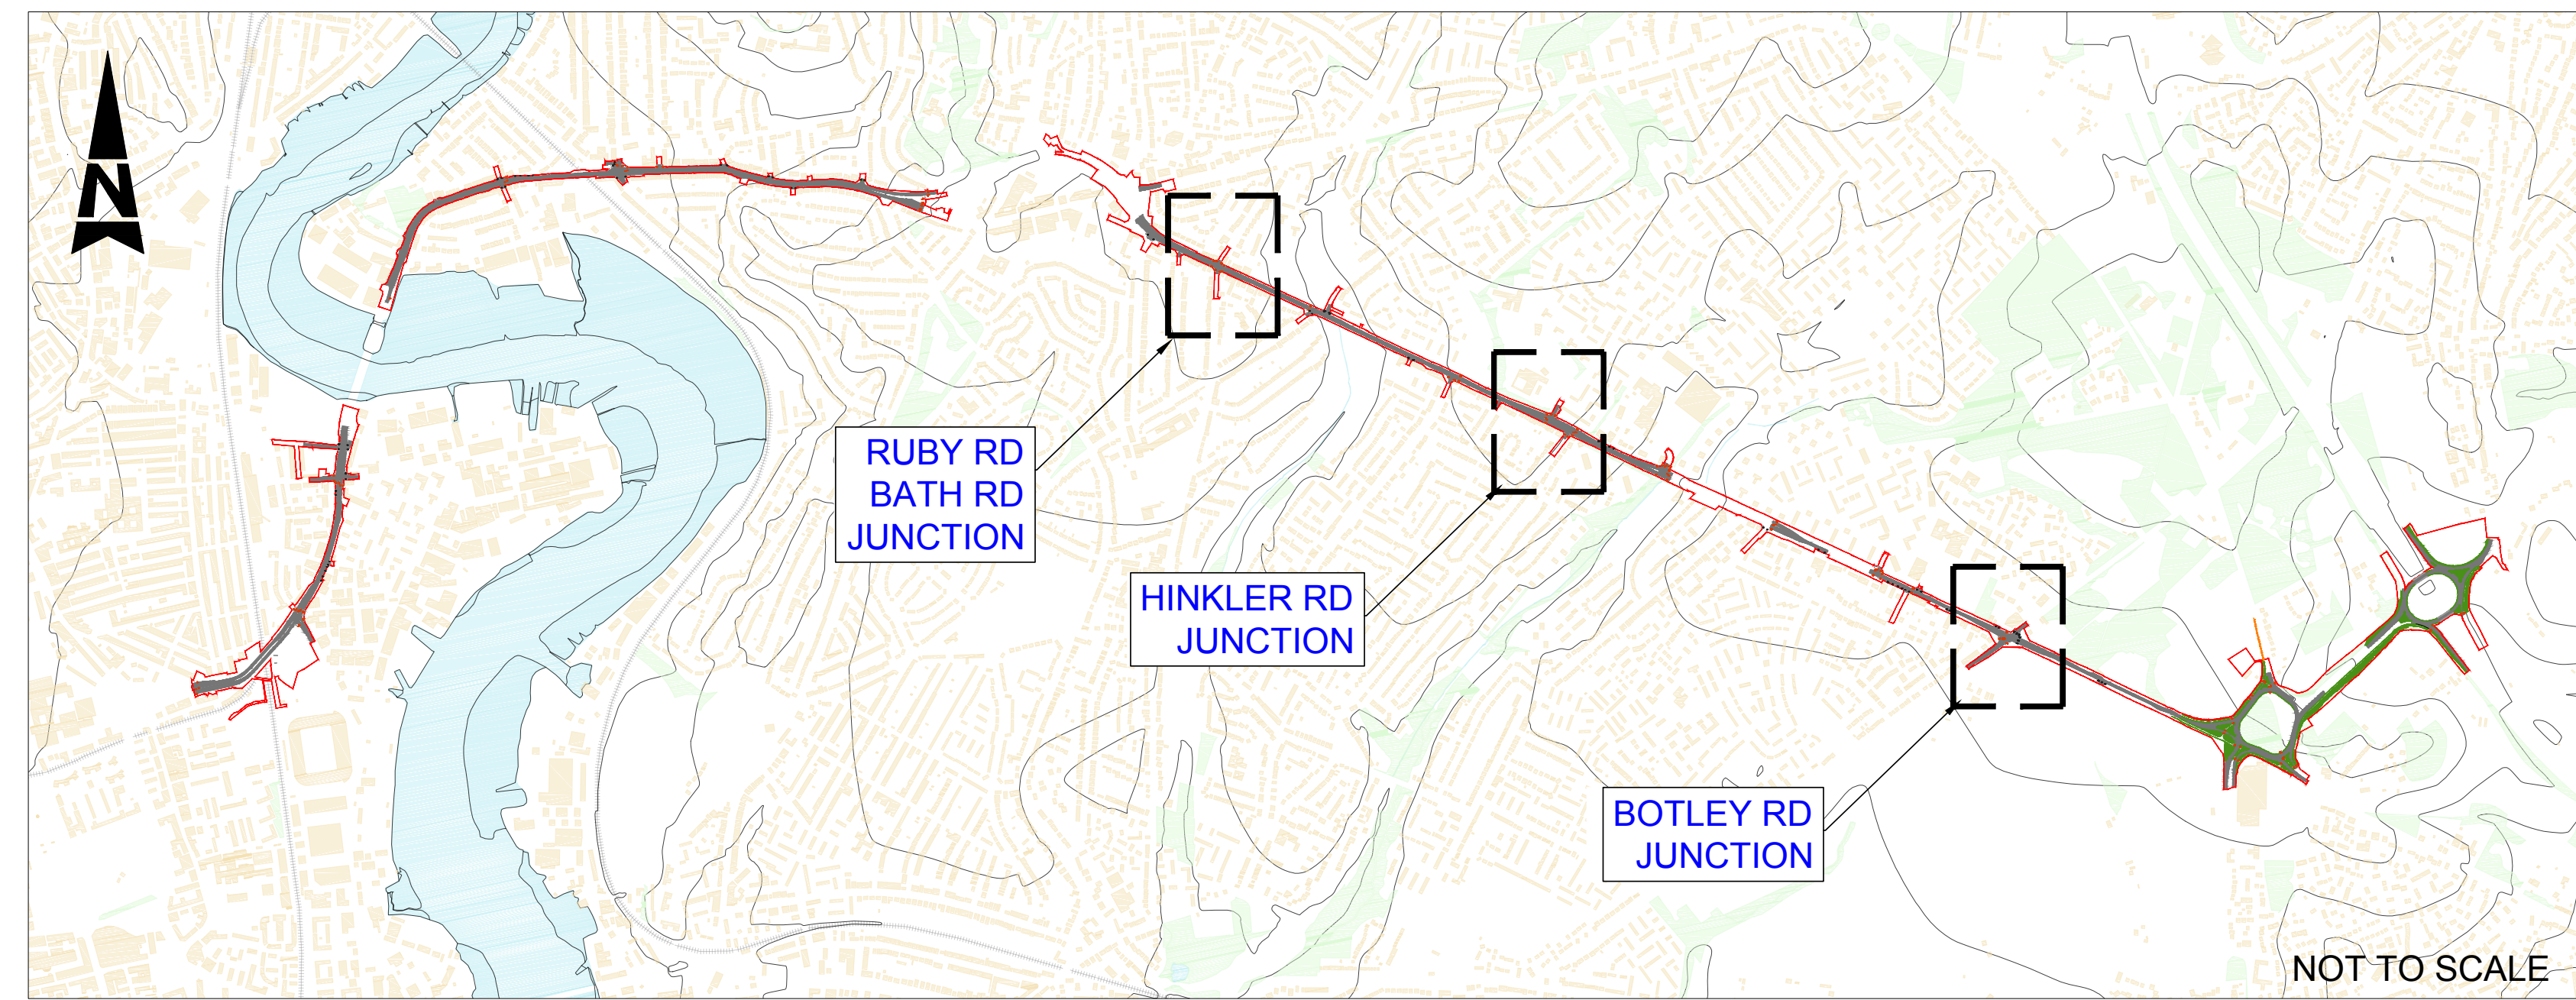 N
RUBY RD
BATH RD
JUNCTION
HINKLER RD
JUNCTION
BOTLEY RD
JUNCTION
NOT TO SCALE